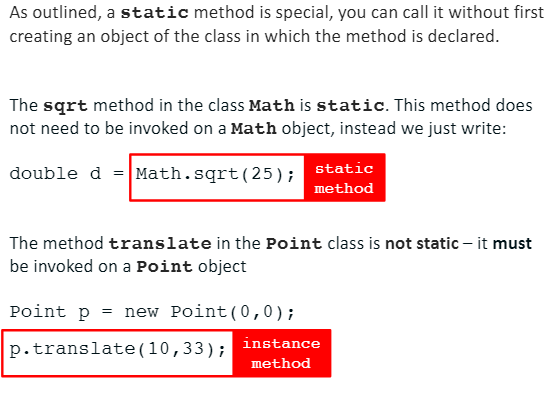 As outlined, a static method is special, you can call it without first
creating an object of the class in which the method is declared.
The sqrt method in the class Math is static. This method does
not need to be invoked on a Math object, instead we just write:
double d = Math.sqrt(25); static
method
The method translate in the Point class is not static – it must
be invoked on a Point object
Point p = new Point(0,0);
p.translate(10,33); instance
method